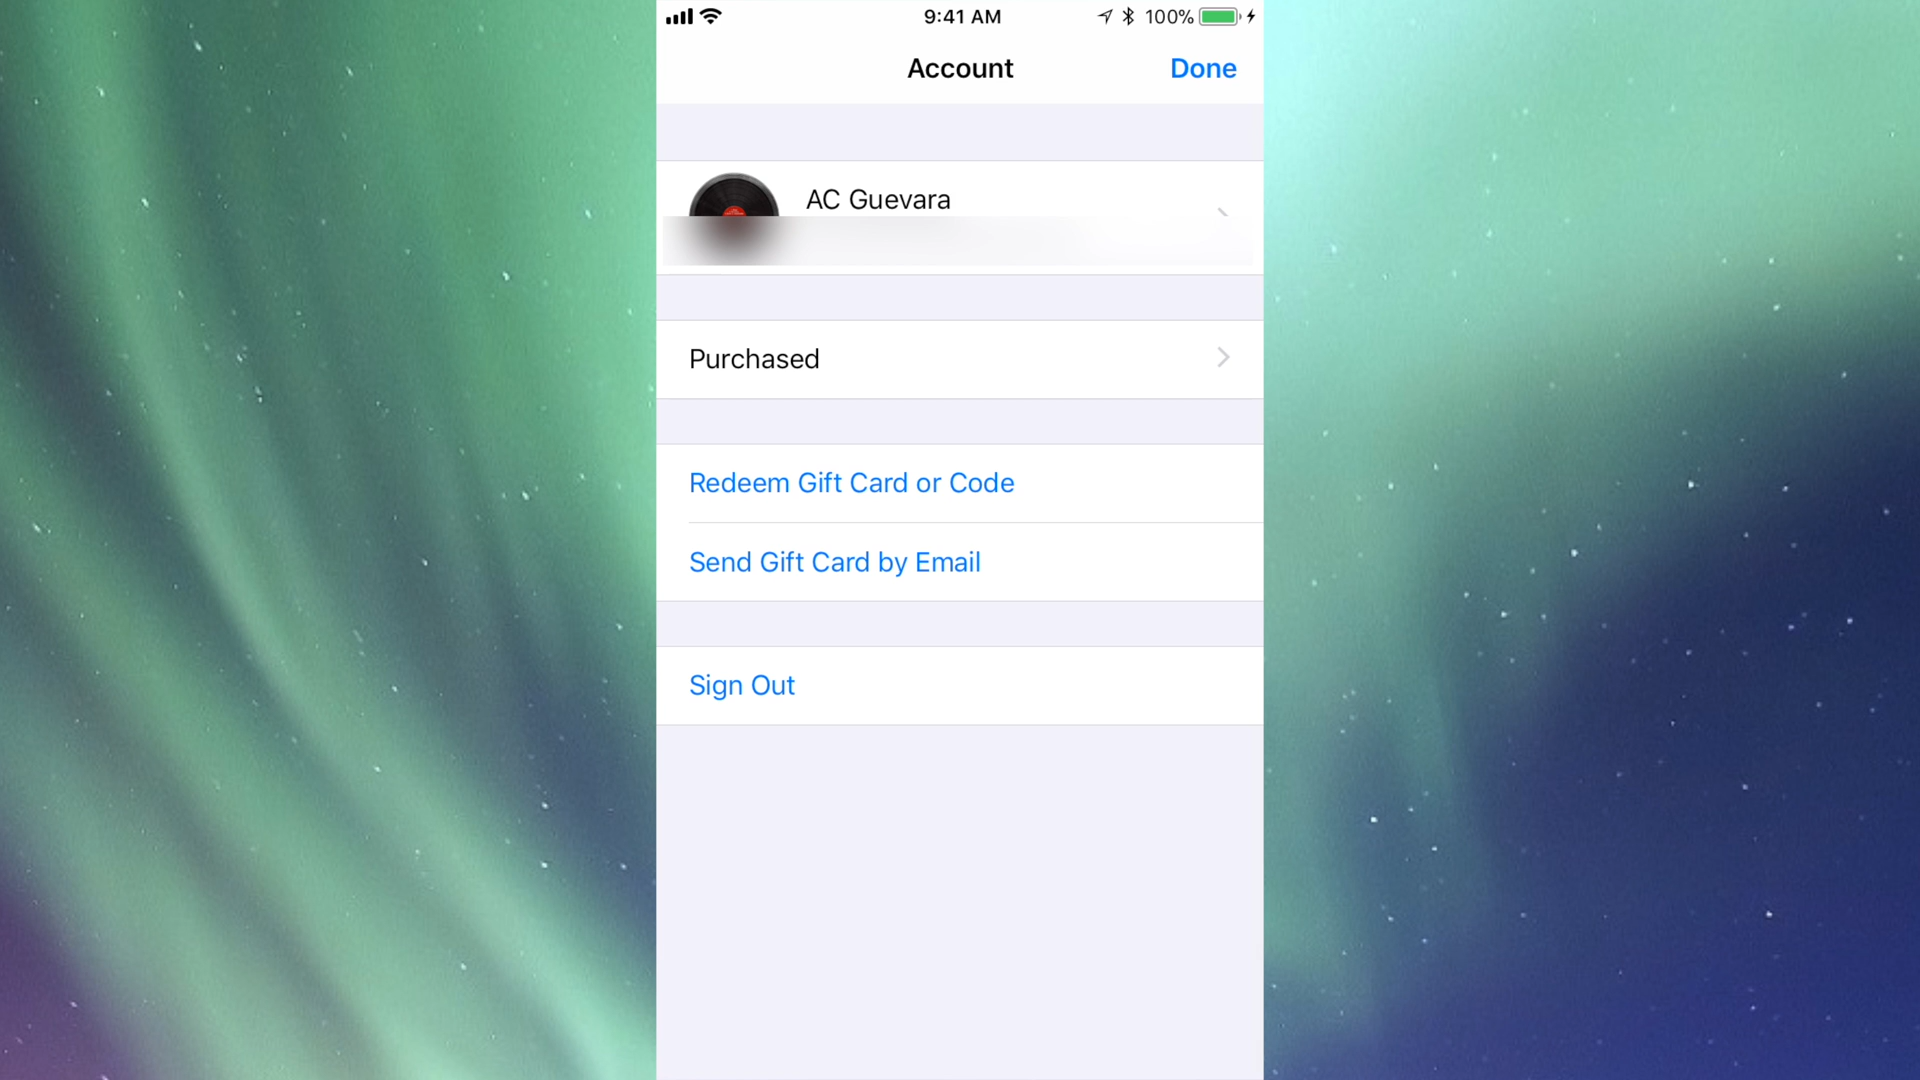 9:41 AM 100%
Account Done
AC Guevara
Purchased
Redeem Gift Card or Code
Send Gift Card by Email
Sign Out